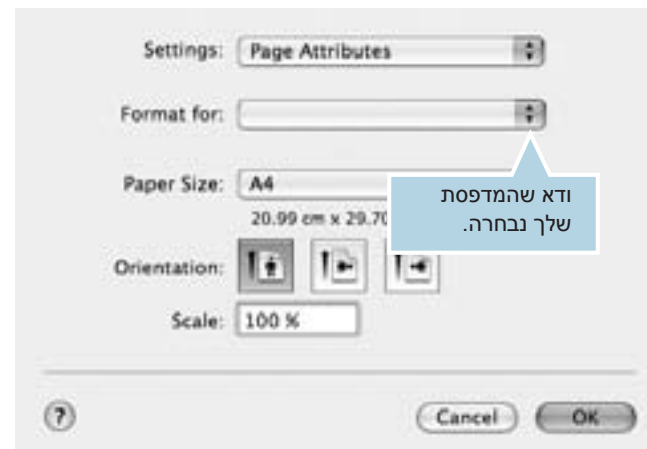 Settings: Page Attributes
Format for:
Paper Size: A4
20.99 cm x 29.70
ודא שהמדפסת
שלך נבחרה.
Orientation:
Scale: 100 %
? Cancel OK